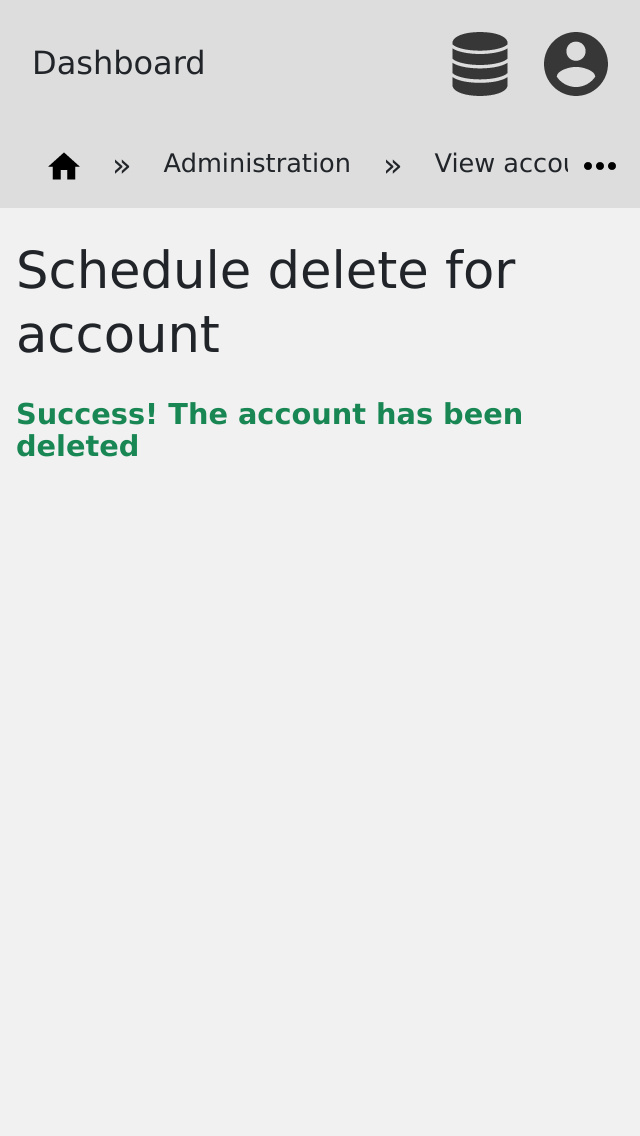 Dashboard
» Administration » View accou
Schedule delete for
account
Success! The account has been
deleted